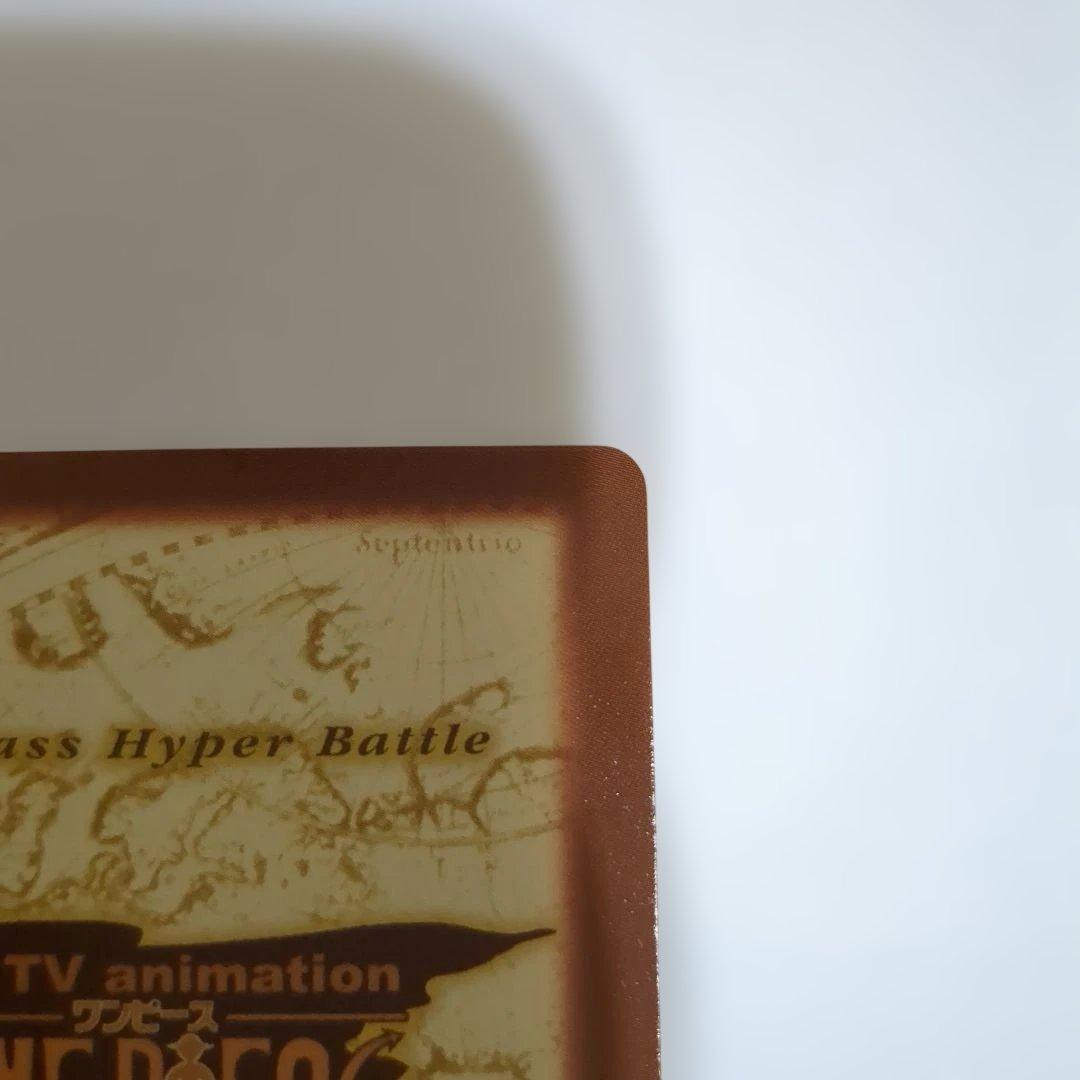 Septentrio
ass Hyper Battle
TV animation
ワンピース